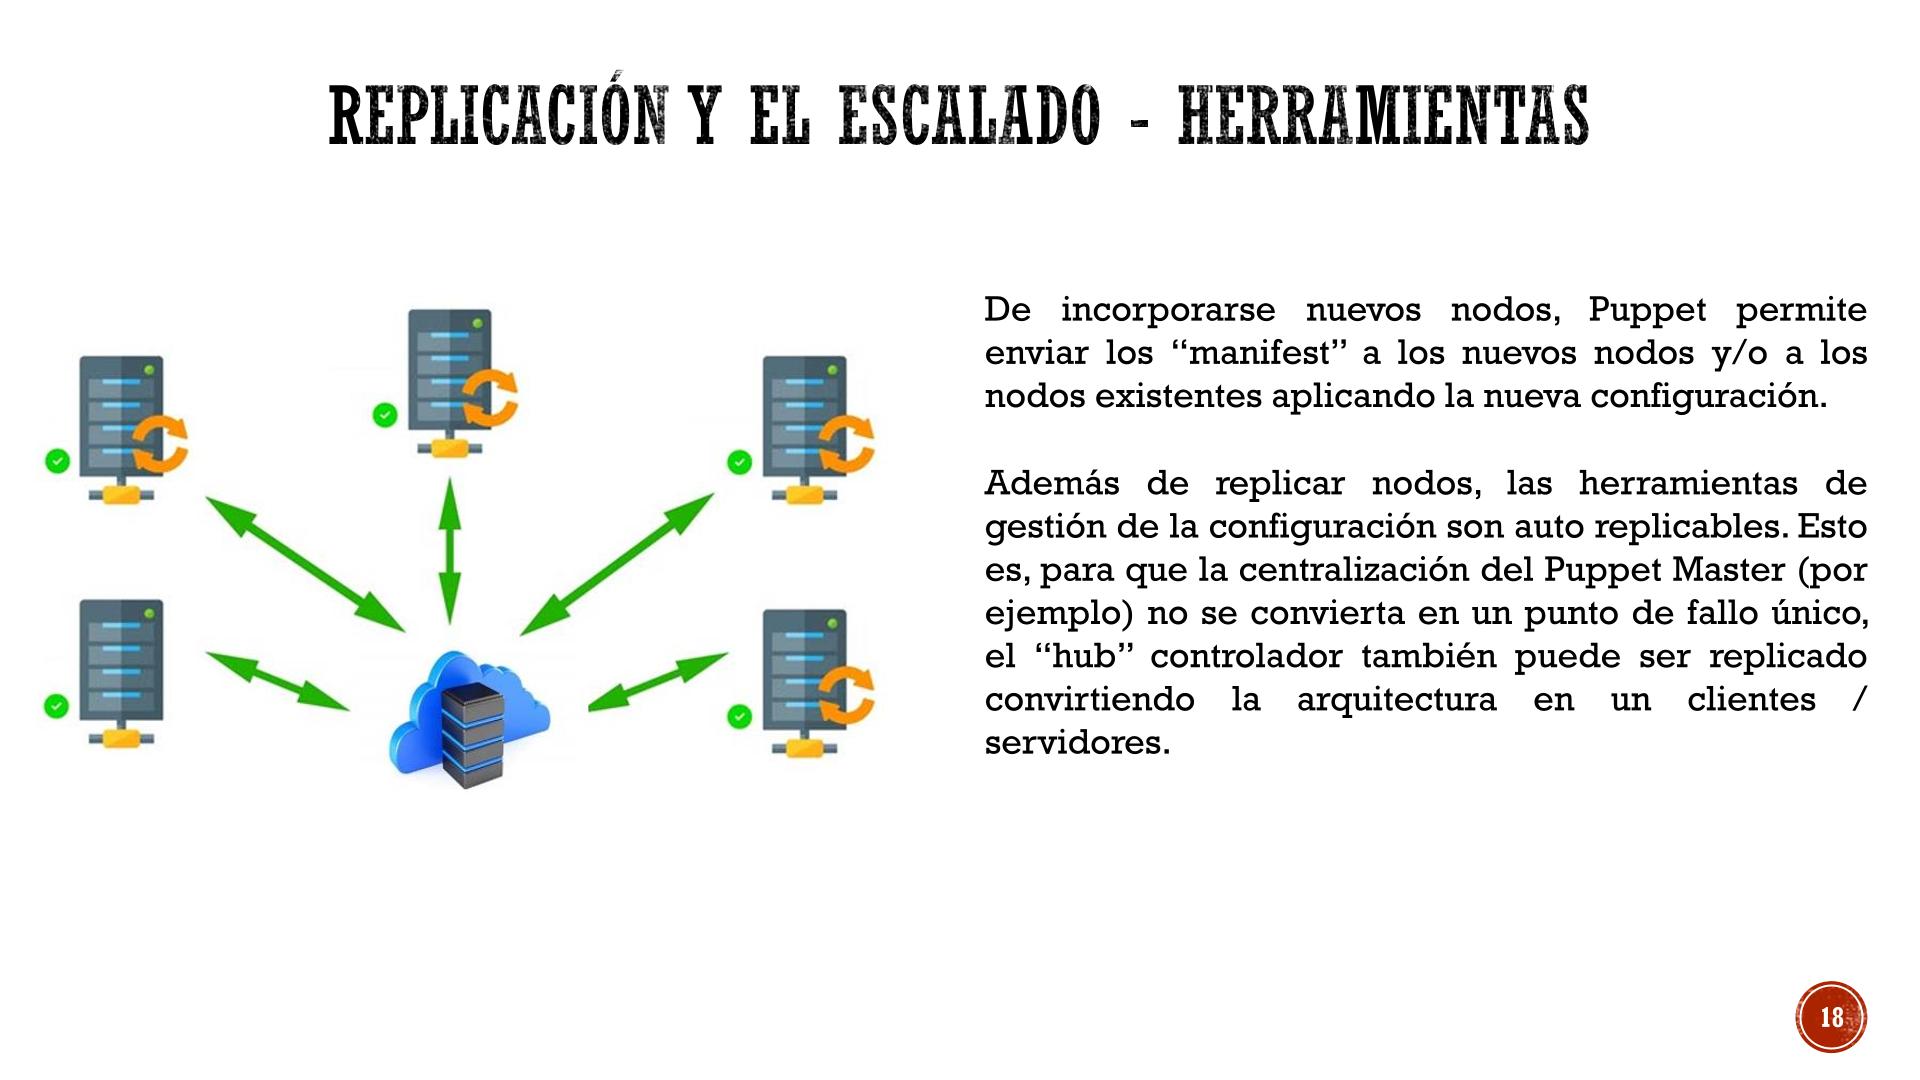 REPLICACIÓN Y EL ESCALADO - HERRAMIENTAS
De incorporarse nuevos nodos, Puppet permite
enviar los “manifest” a los nuevos nodos y/o a los
nodos existentes aplicando la nueva configuración.
Además de replicar nodos, las herramientas de
gestión de la configuración son auto replicables. Esto
es, para que la centralización del Puppet Master (por
ejemplo) no se convierta en un punto de fallo único,
el “hub” controlador también puede ser replicado
convirtiendo la arquitectura en un clientes /
servidores.
18